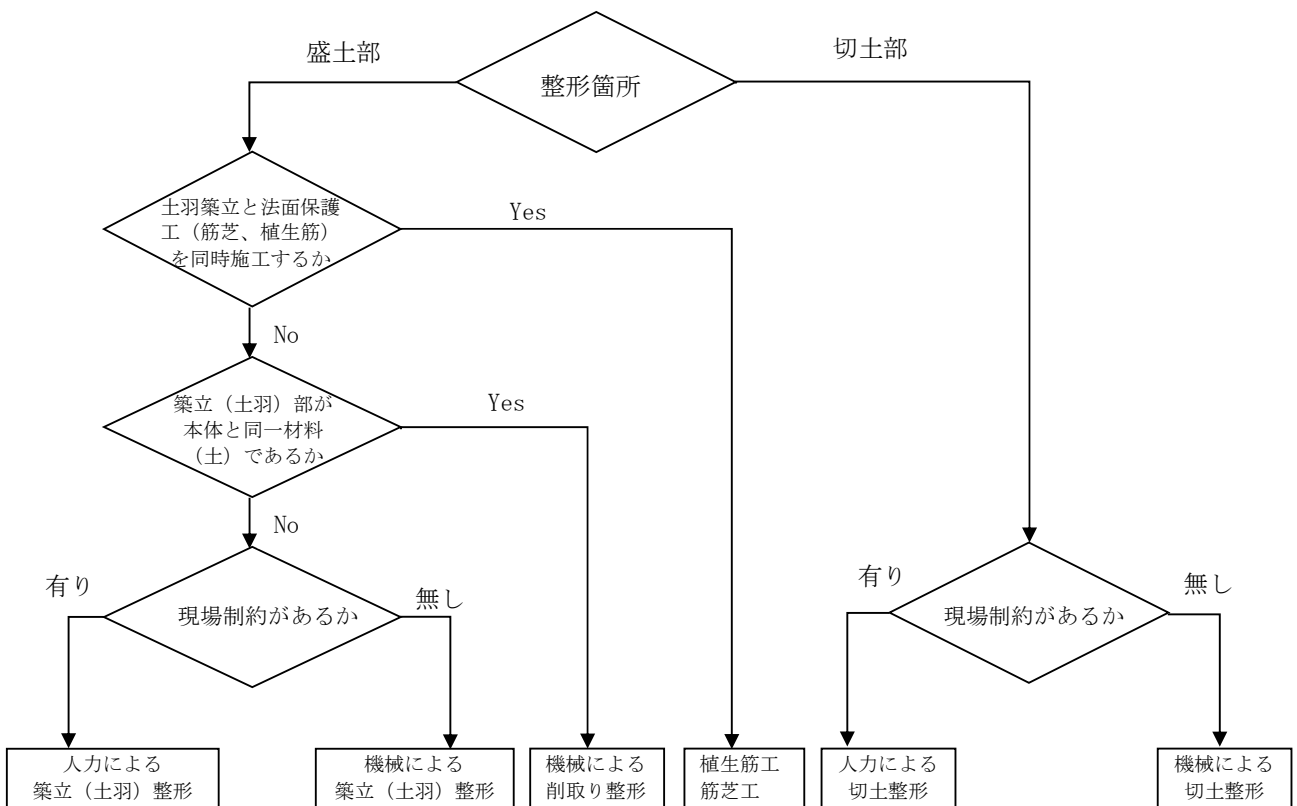 盛土部
切土部
整形箇所
土羽築立と法面保護
工（筋芝、植生筋）
を同時施工するか
Yes
No
築立（土羽）部が
本体と同一材料
（土）であるか
Yes
No
有り
現場制約があるか
無し
有り
現場制約があるか
無し
人力による
築立（土羽）整形
機械による
築立（土羽）整形
機械による
削取り整形
植生筋工
筋芝工
人力による
切土整形
機械による
切土整形